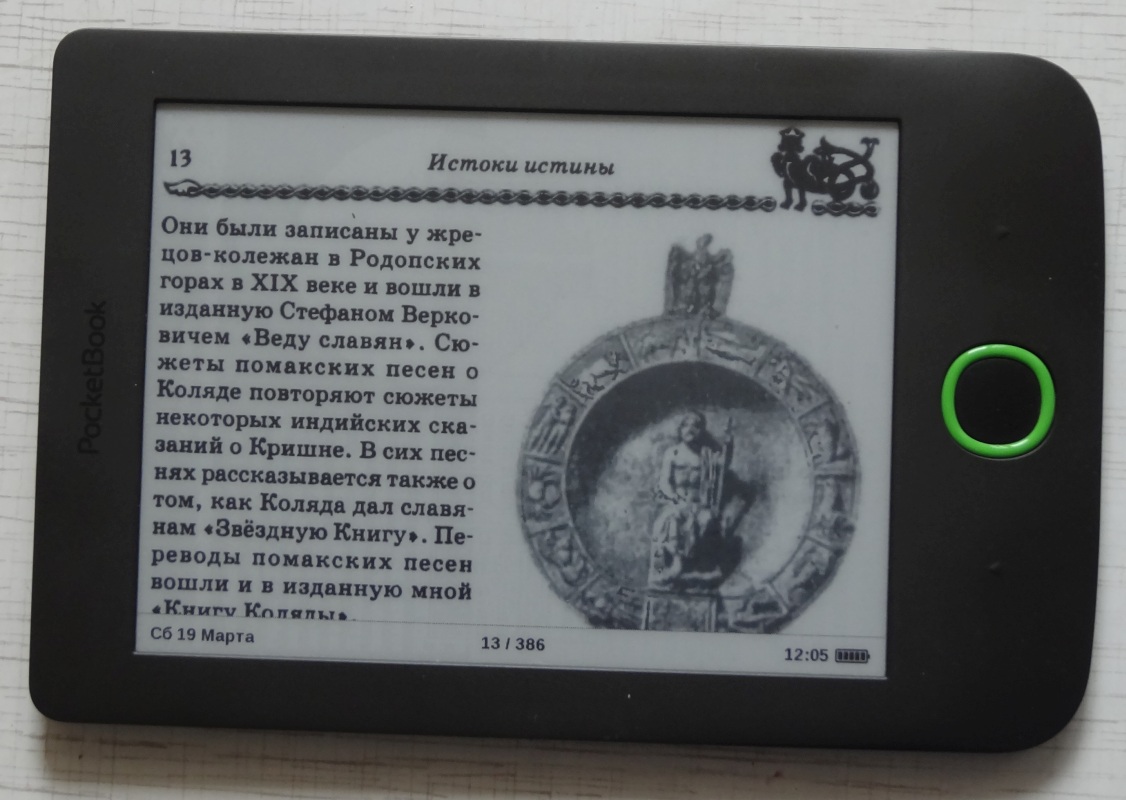 PocketBook
13
Истоки истины
Они были записаны у жре-
цов-колежан в Родопских
горах в XIX веке и вошли в
изданную Стефаном Верко-
вичем «Веду славян». Сю-
жеты помакских песен о
Коляде повторяют сюжеты
некоторых индийских ска-
заний о Кришне. В сих пес-
нях рассказывается также о
том, как Коляда дал славя-
нам «Звёздную Книгу». Пе-
реводы помакских песен
вошли и в изданную мной
«Книгу Коляды».
Сб 19 Марта
13 / 386
12:05